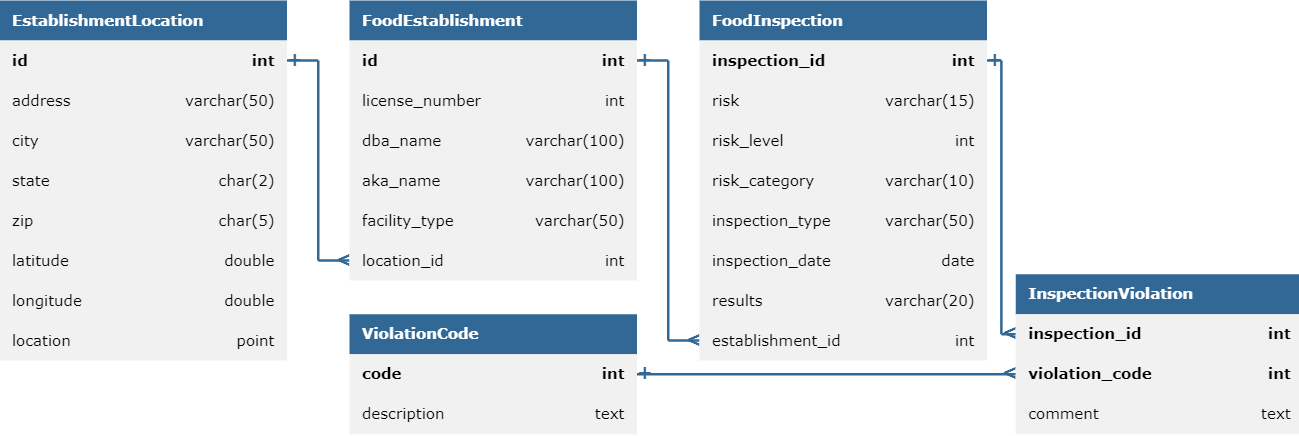 EstablishmentLocation
id int
address varchar(50)
city varchar(50)
state char(2)
zip char(5)
latitude double
longitude double
location point
FoodEstablishment
id int
license_number int
dba_name varchar(100)
aka_name varchar(100)
facility_type varchar(50)
location_id int
ViolationCode
code int
description text
FoodInspection
inspection_id int
risk varchar(15)
risk_level int
risk_category varchar(10)
inspection_type varchar(50)
inspection_date date
results varchar(20)
establishment_id int
InspectionViolation
inspection_id int
violation_code int
comment text